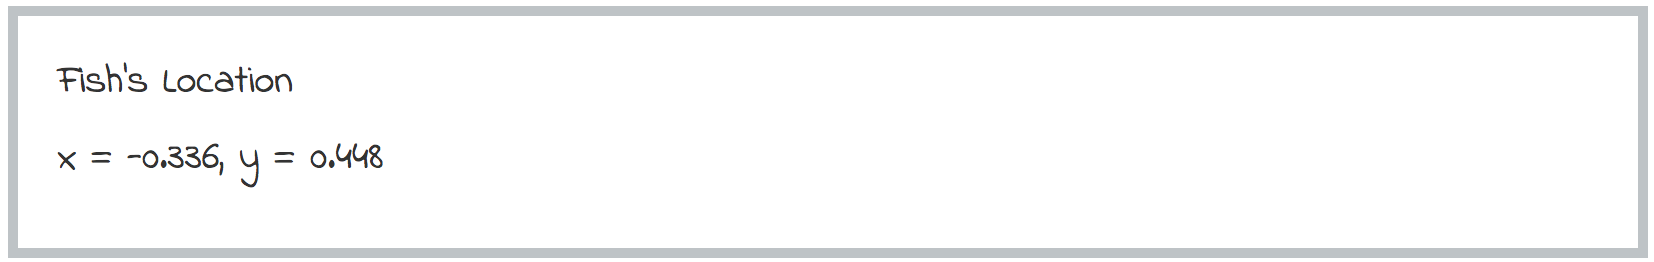 Fish's Location
x = -0.336, y = 0.448